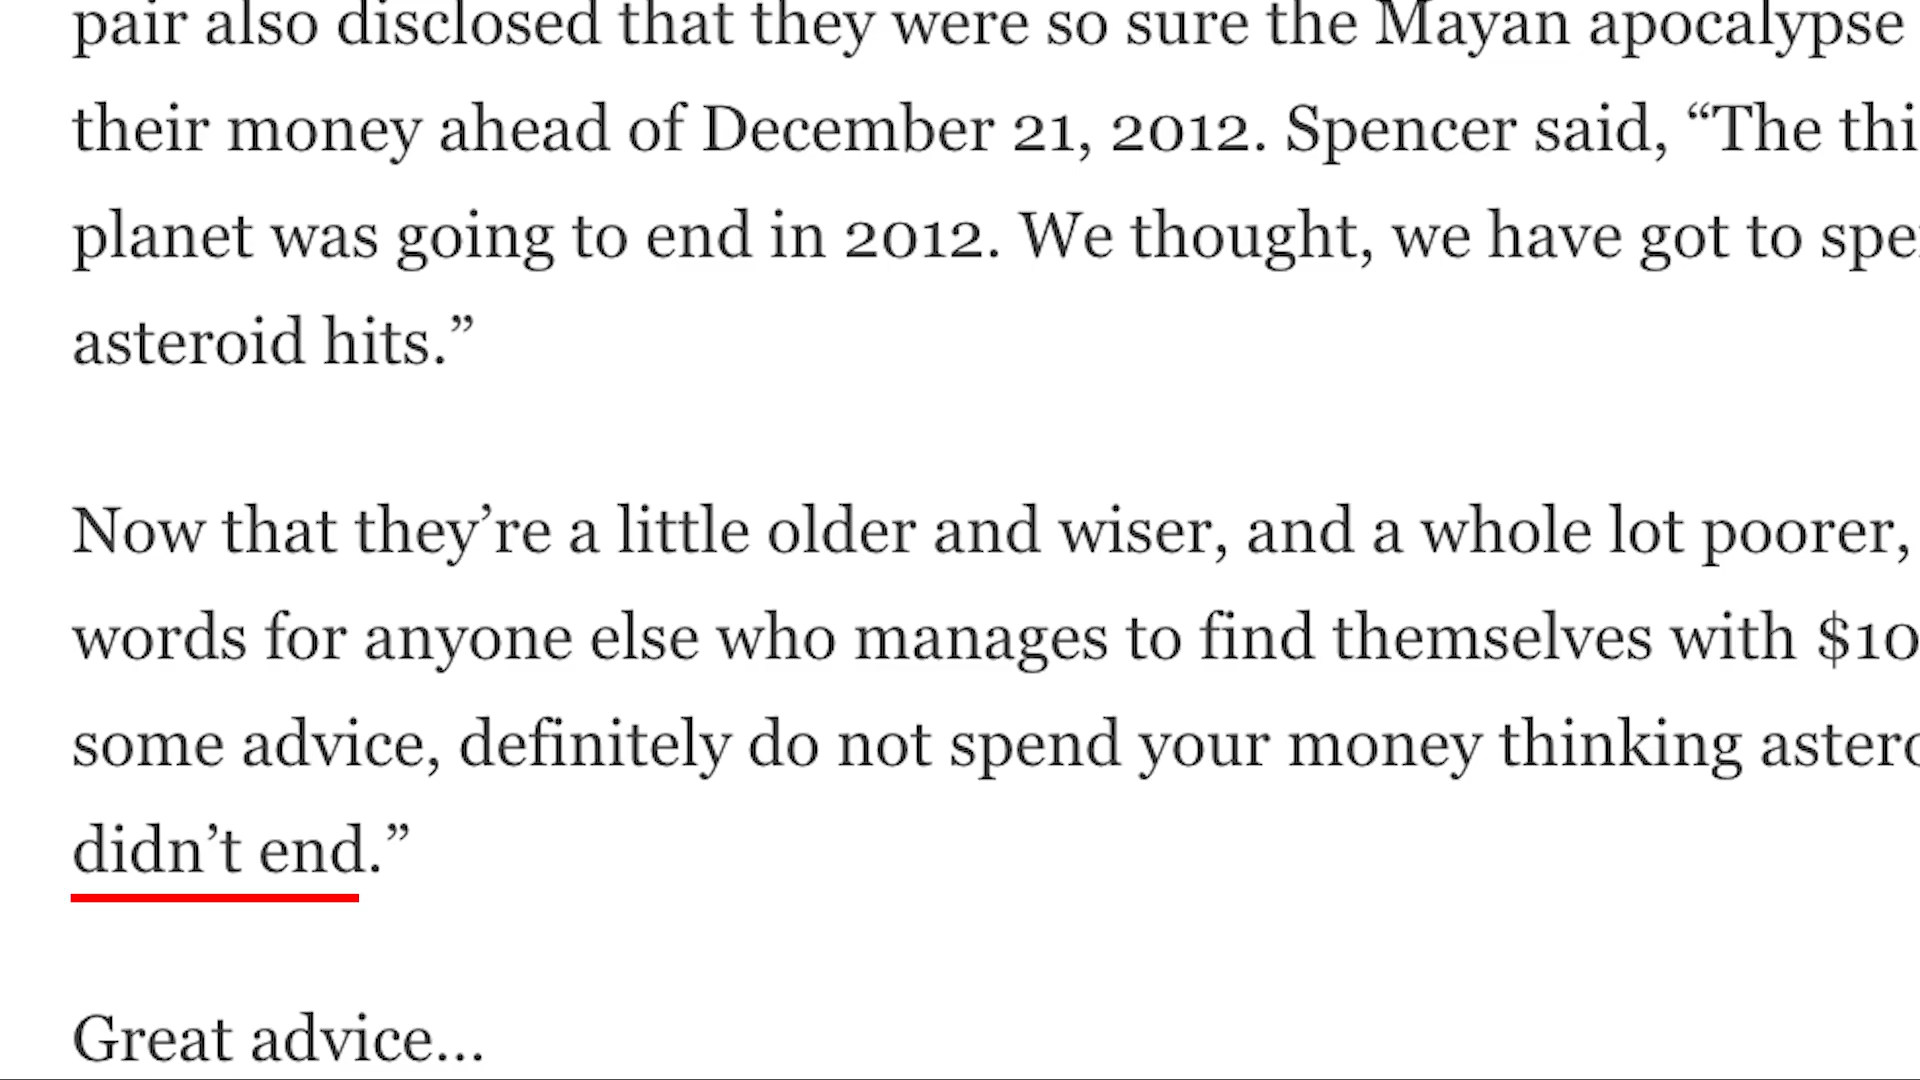 pair also disclosed that they were so sure the Mayan apocalypse
their money ahead of December 21, 2012. Spencer said, “The thi
planet was going to end in 2012. We thought, we have got to spe
asteroid hits.”
Now that they’re a little older and wiser, and a whole lot poorer,
words for anyone else who manages to find themselves with $10
some advice, definitely do not spend your money thinking astero
didn’t end.”
Great advice...